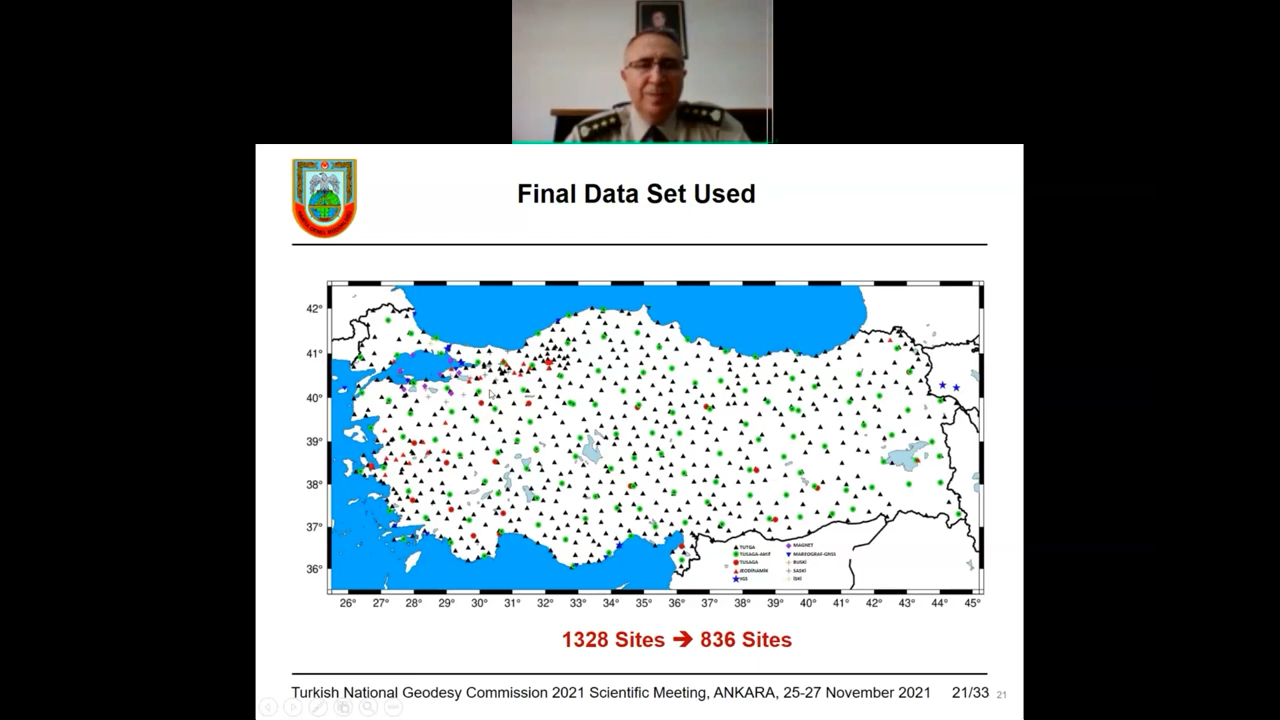 Final Data Set Used
42°
41°
40°
39°
38°
37°
36°
TUTGA
TUSAGA-AKTİF
TUSAGA
JEODİNAMİK
IGS
MAGNET
MAREOGRAF-GNSS
BUSKİ
SASKİ
İSKİ
26° 27° 28° 29° 30° 31° 32° 33° 34° 35° 36° 37° 38° 39° 40° 41° 42° 43° 44° 45°
1328 Sites ➔ 836 Sites
Turkish National Geodesy Commission 2021 Scientific Meeting, ANKARA, 25-27 November 2021 21/33 21